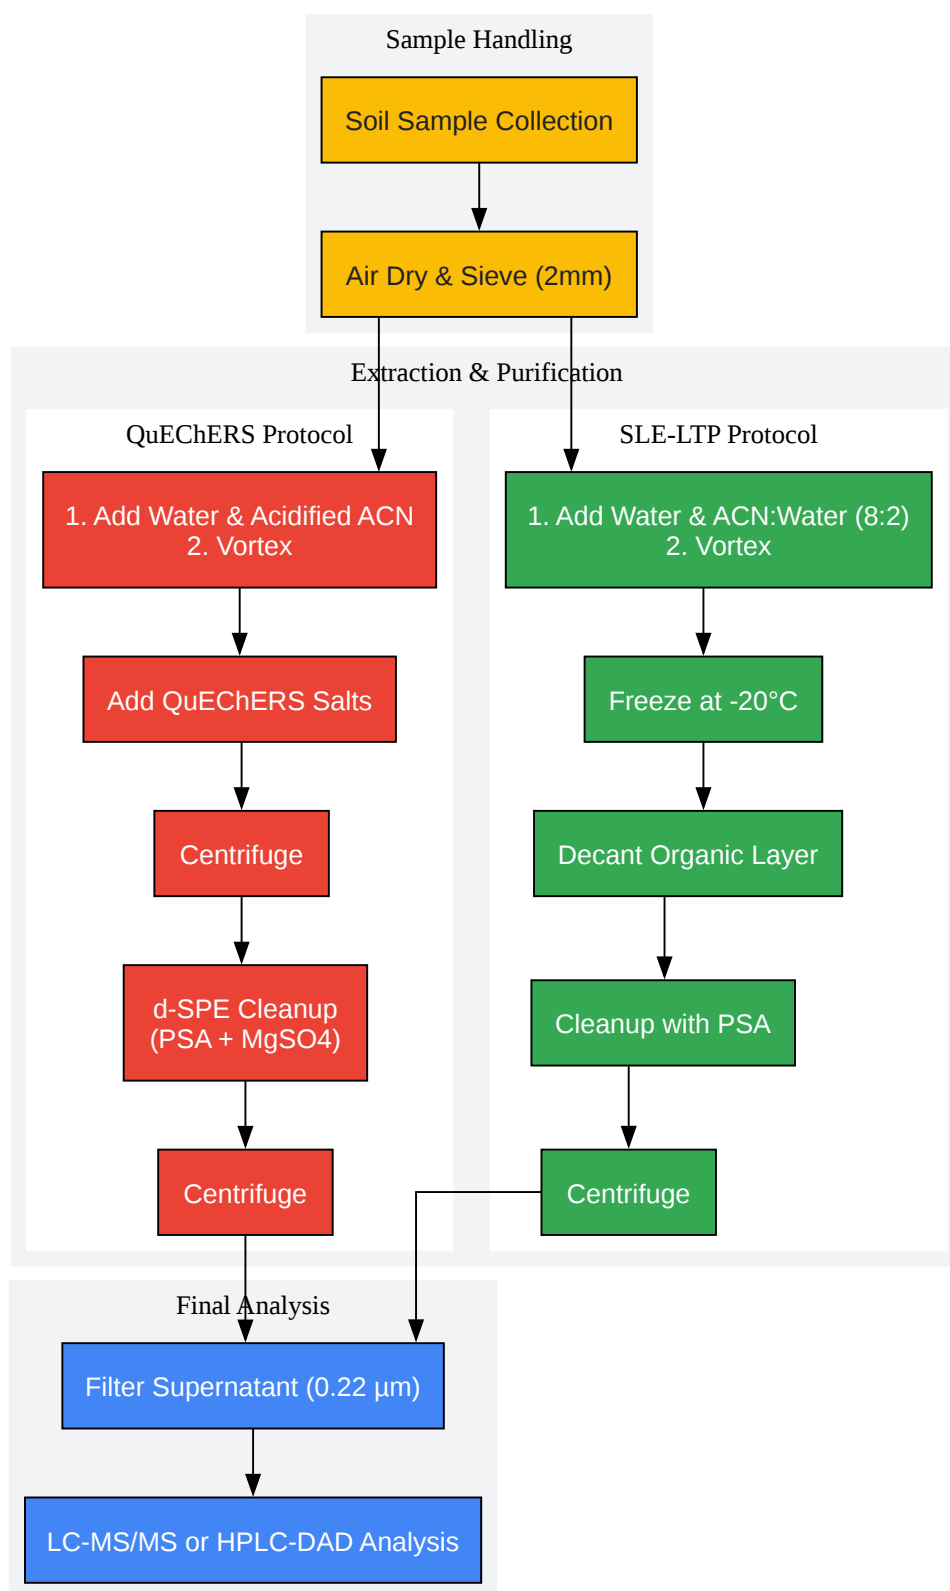 Sample Handling
Soil Sample Collection
Air Dry & Sieve (2mm)
Extraction & Purification
QuEChERS Protocol
1. Add Water & Acidified ACN
2. Vortex
Add QuEChERS Salts
Centrifuge
d-SPE Cleanup
(PSA + MgSO4)
Centrifuge
SLE-LTP Protocol
1. Add Water & ACN:Water (8:2)
2. Vortex
Freeze at -20°C
Decant Organic Layer
Cleanup with PSA
Centrifuge
Final Analysis
Filter Supernatant (0.22 µm)
LC-MS/MS or HPLC-DAD Analysis